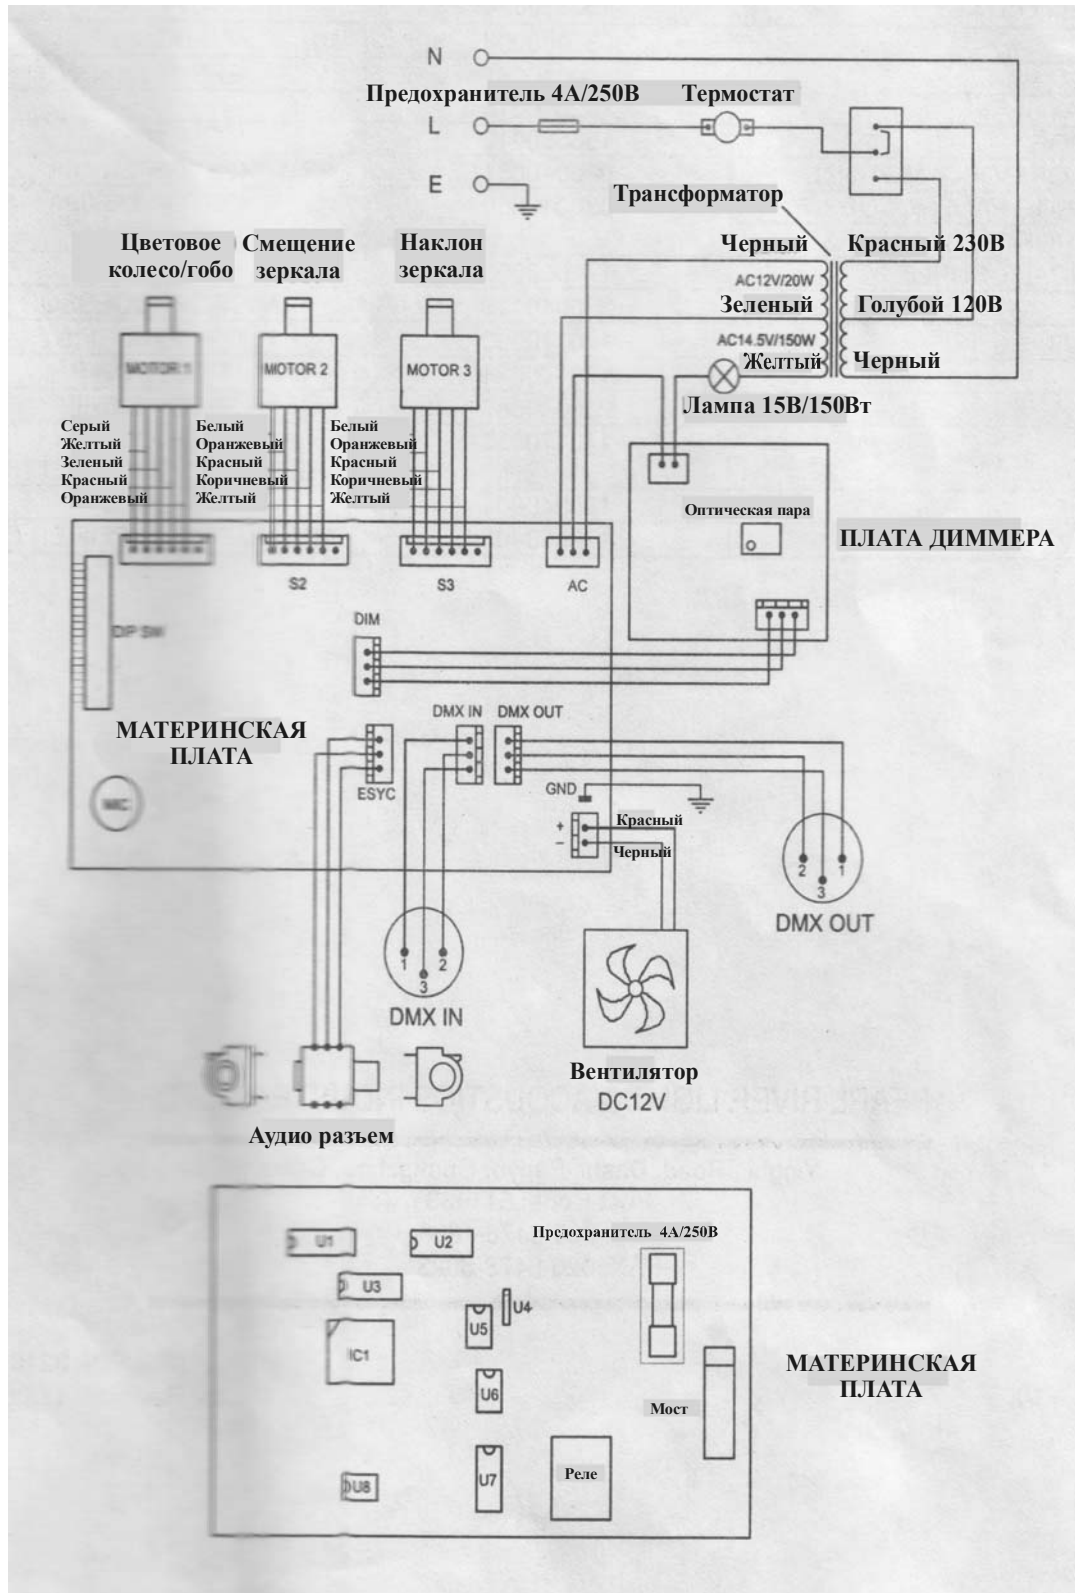 N
Предохранитель 4А/250В
Термостат
L
E
Трансформатор
Цветовое
колесо/гобо
Смещение
зеркала
Наклон
зеркала
Черный
Красный 230В
AC12V/20W
Зеленый
Голубой 120В
AC14.5V/150W
Желтый
Черный
Лампа 15В/150Вт
MOTOR 1
MOTOR 2
MOTOR 3
Серый
Желтый
Зеленый
Красный
Оранжевый
Белый
Оранжевый
Красный
Коричневый
Желтый
Белый
Оранжевый
Красный
Коричневый
Желтый
Оптическая пара
ПЛАТА ДИММЕРА
S2
S3
AC
DIP SW
DIM
МАТЕРИНСКАЯ
ПЛАТА
DMX IN
DMX OUT
ESYC
MIC
GND
+
Красный
–
Черный
2
1
3
DMX OUT
1
2
3
DMX IN
Вентилятор
DC12V
Аудио разъем
U1
U2
Предохранитель 4А/250В
U3
U4
U5
IC1
U6
МАТЕРИНСКАЯ
ПЛАТА
Мост
U7
Реле
U8